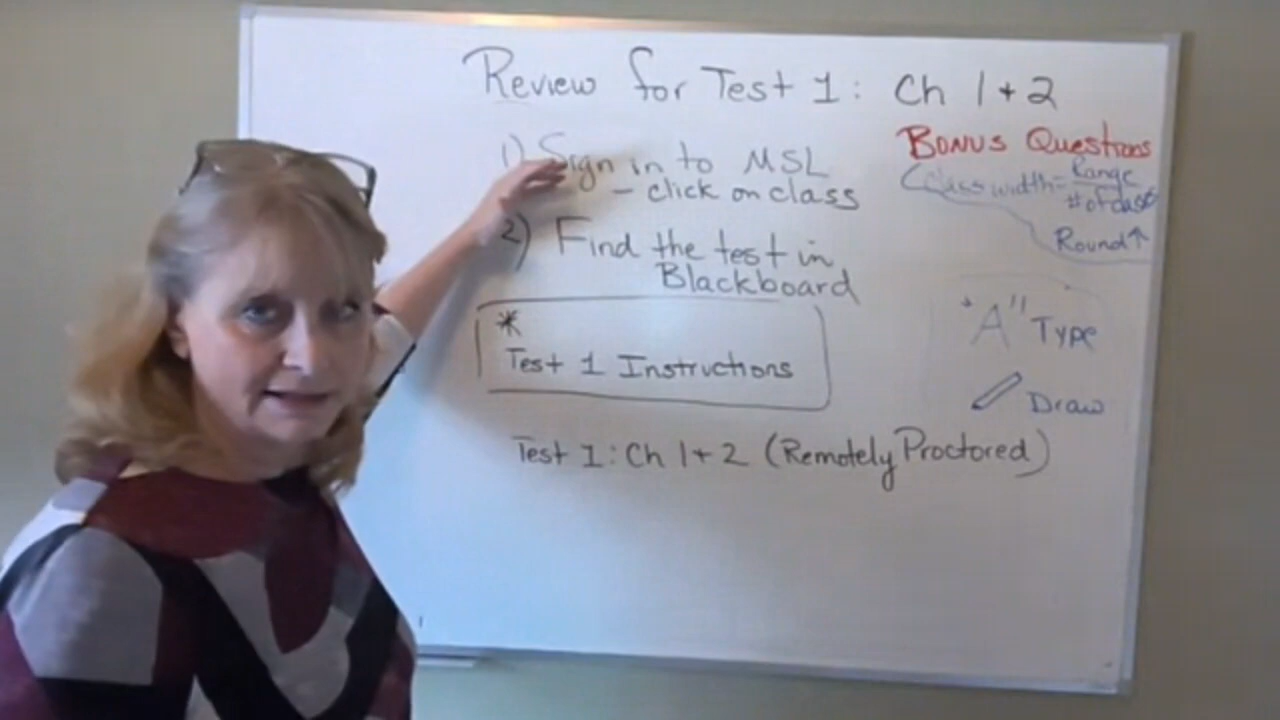 Review for Test 1: Ch 1 + 2
1) Sign in to MSL
- click on class
2) Find the test in
Blackboard
*
Test 1 Instructions
Test 1: Ch 1 + 2 (Remotely Proctored)
BONUS Questions
Class width = Range
# of class
Round ↑
"A" Type
Draw